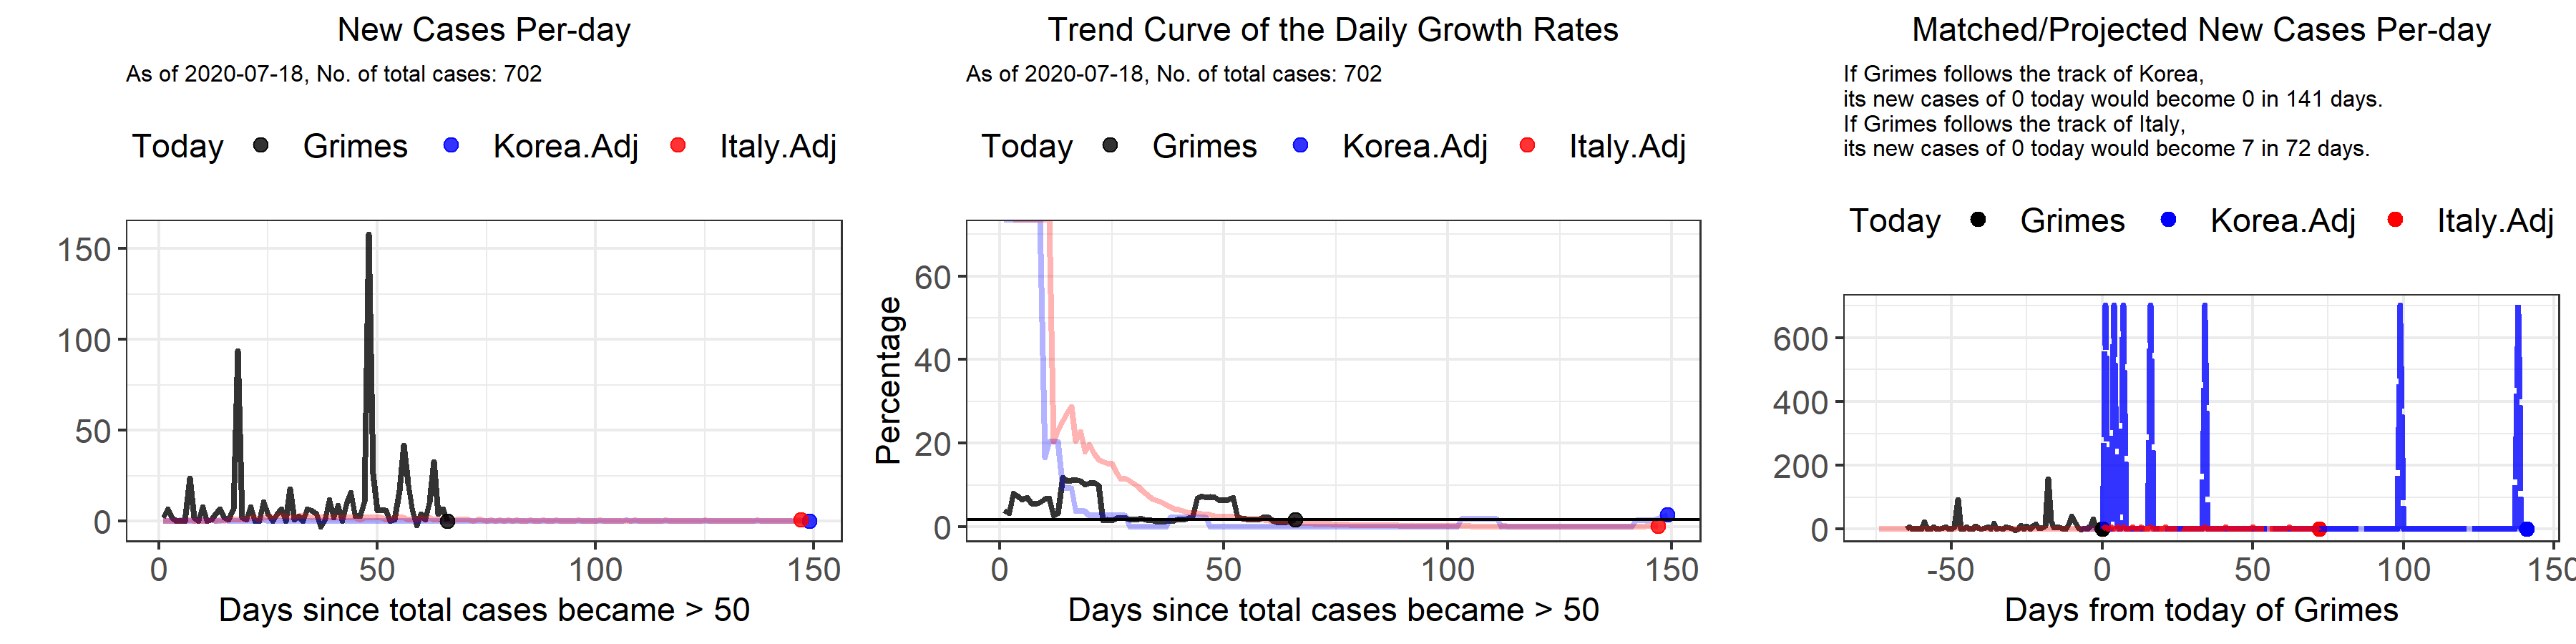 New Cases Per-day
As of 2020-07-18, No. of total cases: 702
Today Grimes Korea.Adj Italy.Adj
150
100
50
0
0 50 100 150
Days since total cases became > 50
Trend Curve of the Daily Growth Rates
As of 2020-07-18, No. of total cases: 702
Today Grimes Korea.Adj Italy.Adj
Percentage
60
40
20
0
0 50 100 150
Days since total cases became > 50
Matched/Projected New Cases Per-day
If Grimes follows the track of Korea,
its new cases of 0 today would become 0 in 141 days.
If Grimes follows the track of Italy,
its new cases of 0 today would become 7 in 72 days.
Today Grimes Korea.Adj Italy.Adj
600
400
200
0
-50 0 50 100 150
Days from today of Grimes